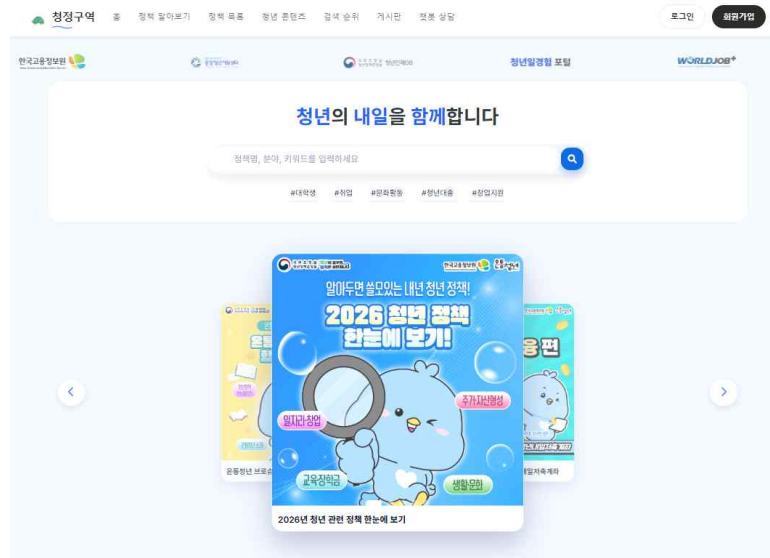 청정구역 홈 정책 알아보기 정책 목록 청년 콘텐츠 검색 순위 게시판 챗봇 상담 로그인 회원가입
한국고용정보원 청년일경험 포털 WORLDJOB+
청년의 내일을 함께합니다
정책명, 분야, 키워드를 입력하세요
#대학생 #취업 #문화활동 #청년대출 #창업지원
한국고용정보원
알아두면 쓸모있는 내년 청년 정책!
2026 청년 정책
한눈에 보기!
일자리·창업
주거·자산형성
교육·장학금
생활·문화
2026년 청년 관련 정책 한눈에 보기